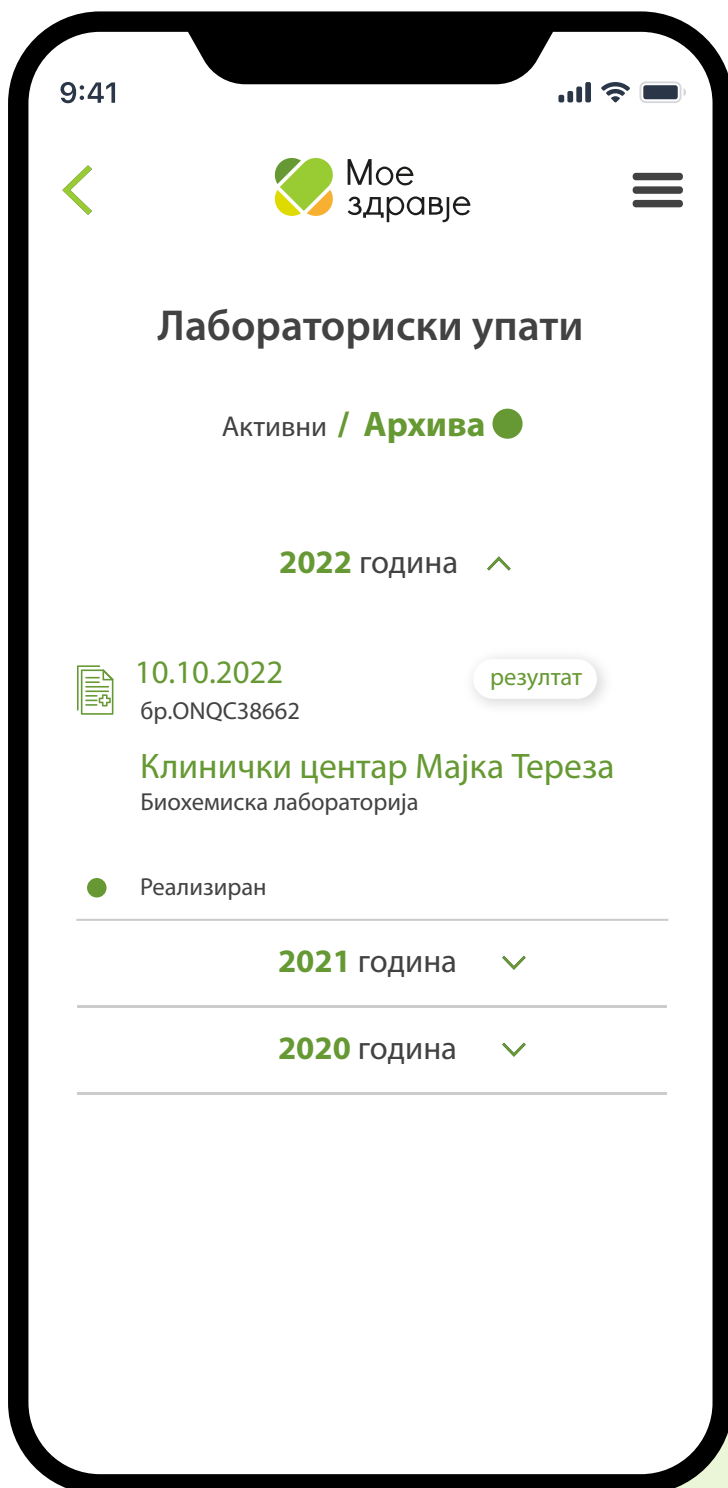 9:41
Мое
здравје
Лабораториски упати
Активни / Архива
2022 година
10.10.2022
резултат
бр.ONQC38662
Клинички центар Мајка Тереза
Биохемиска лабораторија
Реализиран
2021 година
2020 година